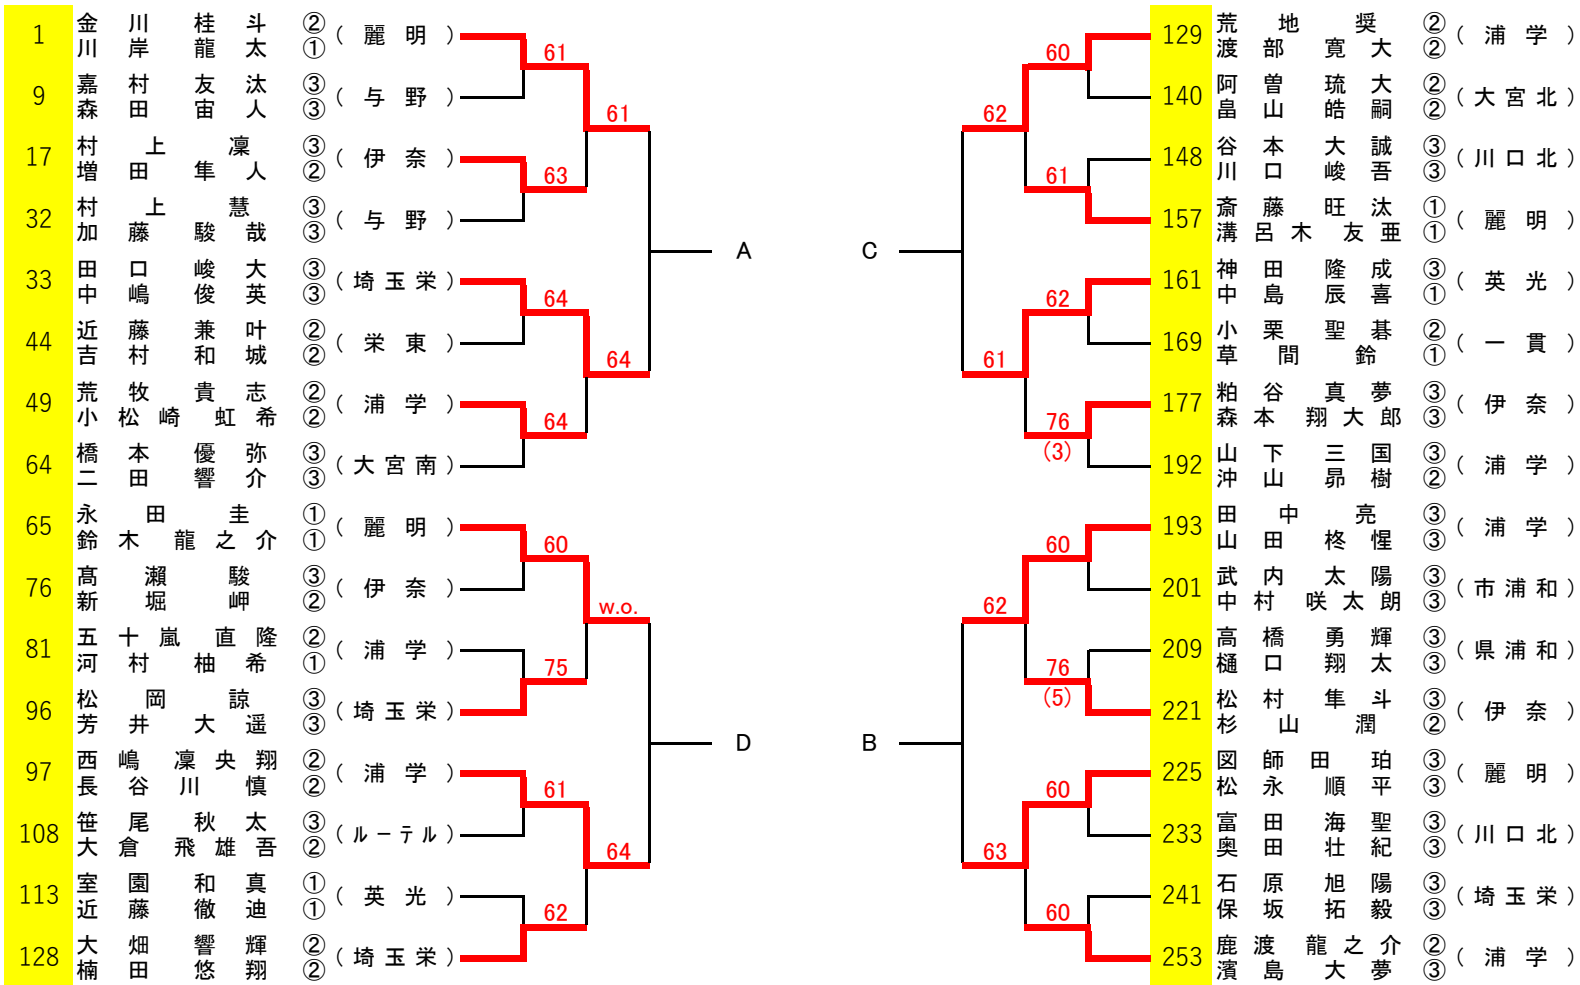 1 金川 桂斗 ② (麗明)
川岸 龍太 ①
9 嘉村 友汰 ③ (与野)
森田 宙人 ③
17 村上 凜 ③ (伊奈)
増田 隼人 ②
32 村上 慧 ③ (与野)
加藤 駿哉 ③
33 田口 峻大 ③ (埼玉栄)
中嶋 俊英 ③
44 近藤 兼叶 ② (栄東)
吉村 和城 ②
49 荒牧 貴志 ② (浦学)
小松崎 虹希 ②
64 橋本 優弥 ③ (大宮南)
二田 響介 ③
65 永田 圭 ① (麗明)
鈴木 龍之介 ①
76 髙瀬 駿 ③ (伊奈)
新堀 岬 ②
81 五十嵐 直隆 ② (浦学)
河村 柚希 ①
96 松岡 諒 ③ (埼玉栄)
芳井 大遥 ③
97 西嶋 凜央翔 ② (浦学)
長谷川 慎 ②
108 笹尾 秋太 ③ (ルーテル)
大倉 飛雄吾 ②
113 室園 和真 ① (英光)
近藤 徹迪 ①
128 大畑 響輝 ② (埼玉栄)
楠田 悠翔 ②
61
63
64
64
60
75
61
62
61
64
w.o.
64
A
D
C
B
62
61
62
63
60
61
62
76
(3)
60
76
(5)
60
60
129 荒地 奨 ② (浦学)
渡部 寛大 ②
140 阿曽 琉大 ② (大宮北)
畠山 皓嗣 ②
148 谷本 大誠 ③ (川口北)
川口 峻吾 ③
157 斎藤 旺汰 ① (麗明)
溝呂木 友亜 ①
161 神田 隆成 ③ (英光)
中島 辰喜 ①
169 小栗 聖碁 ② (一貫)
草間 鈴 ①
177 粕谷 真夢 ③ (伊奈)
森本 翔大郎 ③
192 山下 三国 ③ (浦学)
沖山 昴樹 ②
193 田中 亮 ③ (浦学)
山田 柊惺 ③
201 武内 太陽 ③ (市浦和)
中村 咲太朗 ③
209 高橋 勇輝 ③ (県浦和)
樋口 翔太 ③
221 松村 隼斗 ③ (伊奈)
杉山 潤 ②
225 図師田 珀 ③ (麗明)
松永 順平 ③
233 富田 海聖 ③ (川口北)
奥田 壮紀 ③
241 石原 旭陽 ③ (埼玉栄)
保坂 拓毅 ③
253 鹿渡 龍之介 ② (浦学)
濱島 大夢 ③